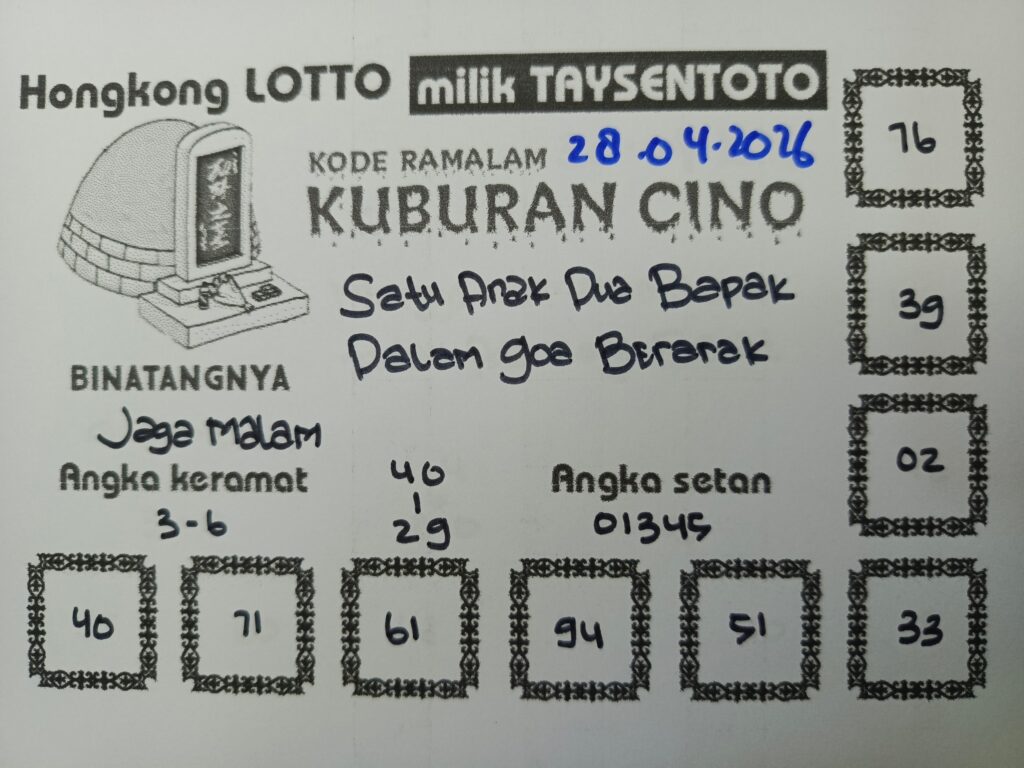 Hongkong LOTTO milik TAYSENTOTO
KODE RAMALAM 28.04.2026
KUBURAN CINO
Satu Anak Dua Bapak
Dalam goa Berarak
BINATANGNYA
Jaga malam
Angka keramat
3-6
40
|
29
Angka setan
01345
76
39
02
40 71 61 94 51 33